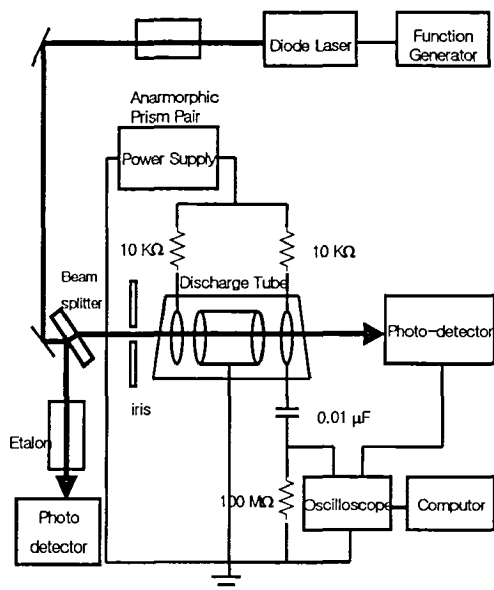 Diode Laser
Function
Generator
Anarmorphic
Prism Pair
Power Supply
10 KΩ
10 KΩ
Beam
splitter
Discharge Tube
Photo-detector
iris
0.01 µF
Etalon
100 MΩ
Oscilloscope
Computor
Photo
detector